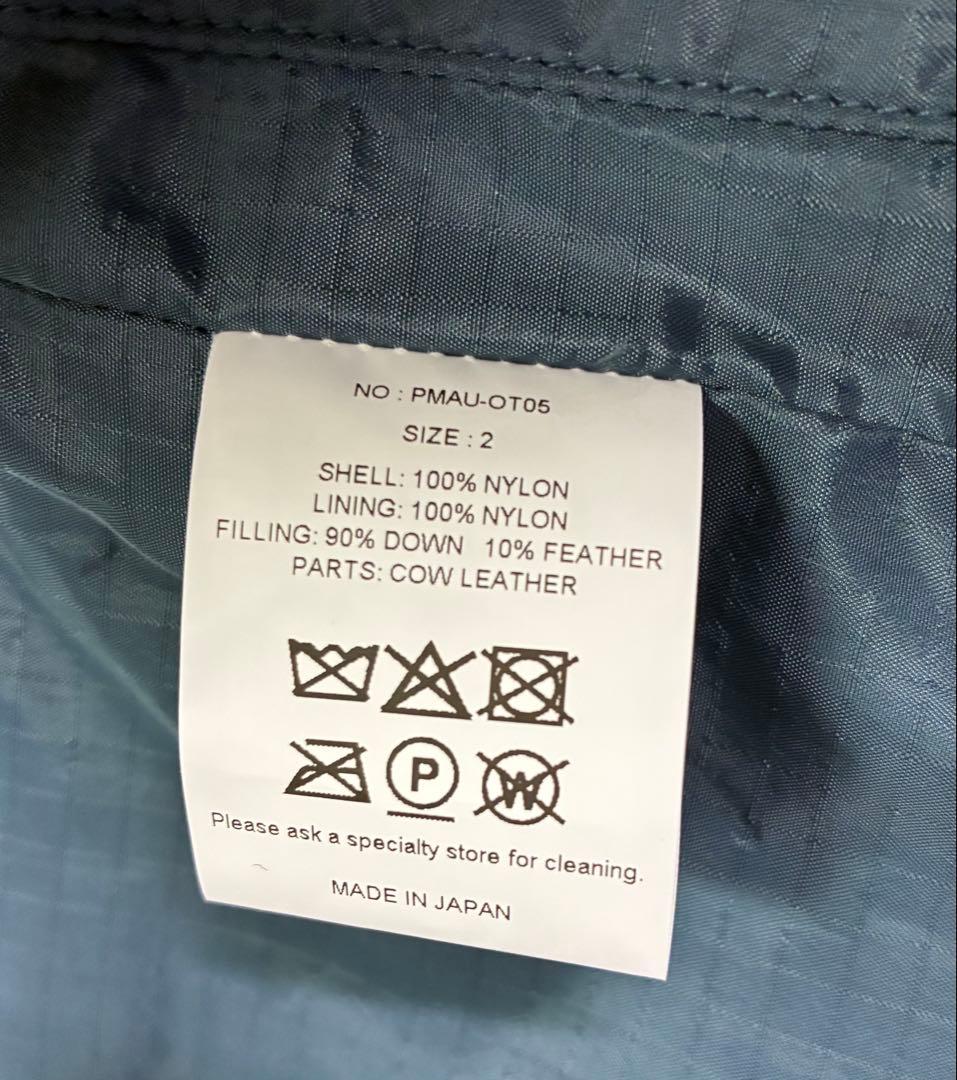 NO : PMAU-OT05
SIZE : 2
SHELL: 100% NYLON
LINING: 100% NYLON
FILLING: 90% DOWN 10% FEATHER
PARTS: COW LEATHER
P W
Please ask a specialty store for cleaning.
MADE IN JAPAN